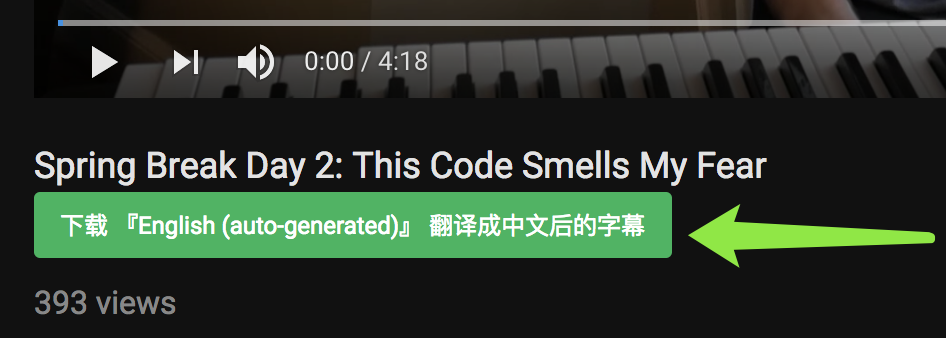 0:00 / 4:18
Spring Break Day 2: This Code Smells My Fear
下载 『English (auto-generated)』 翻译成中文后的字幕
393 views